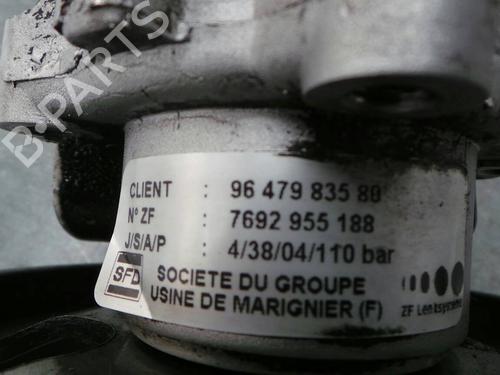 B-PARTS
CLIENT : 96 479 835 80
N° ZF : 7692 955 188
J/S/A/P : 4/38/04/110 bar
SFD SOCIETE DU GROUPE
USINE DE MARIGNIER (F)
ZF Lenksysteme